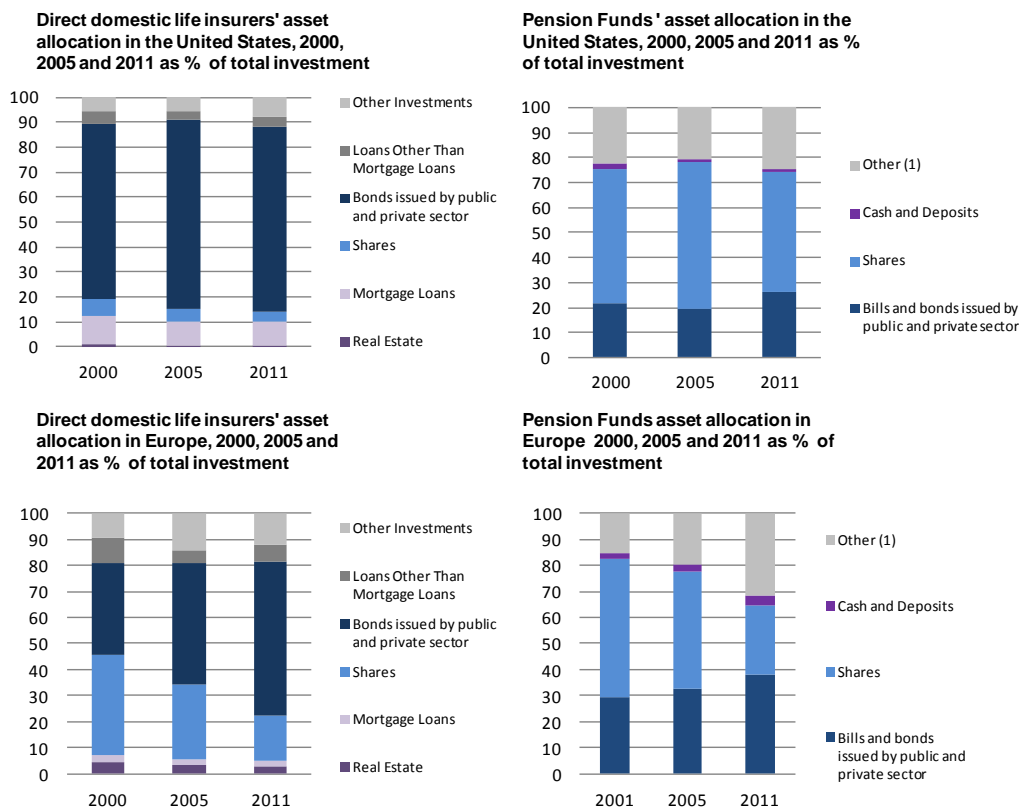 Direct domestic life insurers' asset
allocation in the United States, 2000,
2005 and 2011 as % of total investment
100
90
80
70
60
50
40
30
20
10
0
2000
2005
2011
Other Investments
Loans Other Than
Mortgage Loans
Bonds issued by public
and private sector
Shares
Mortgage Loans
Real Estate
Pension Funds ' asset allocation in the
United States, 2000, 2005 and 2011 as %
of total investment
100
90
80
70
60
50
40
30
20
10
0
2000
2005
2011
Other (1)
Cash and Deposits
Shares
Bills and bonds issued by
public and private sector
Direct domestic life insurers' asset
allocation in Europe, 2000, 2005 and
2011 as % of total investment
100
90
80
70
60
50
40
30
20
10
0
2000
2005
2011
Other Investments
Loans Other Than
Mortgage Loans
Bonds issued by public
and private sector
Shares
Mortgage Loans
Real Estate
Pension Funds asset allocation in
Europe 2000, 2005 and 2011 as % of
total investment
100
90
80
70
60
50
40
30
20
10
0
2001
2005
2011
Other (1)
Cash and Deposits
Shares
Bills and bonds
issued by public and
private sector